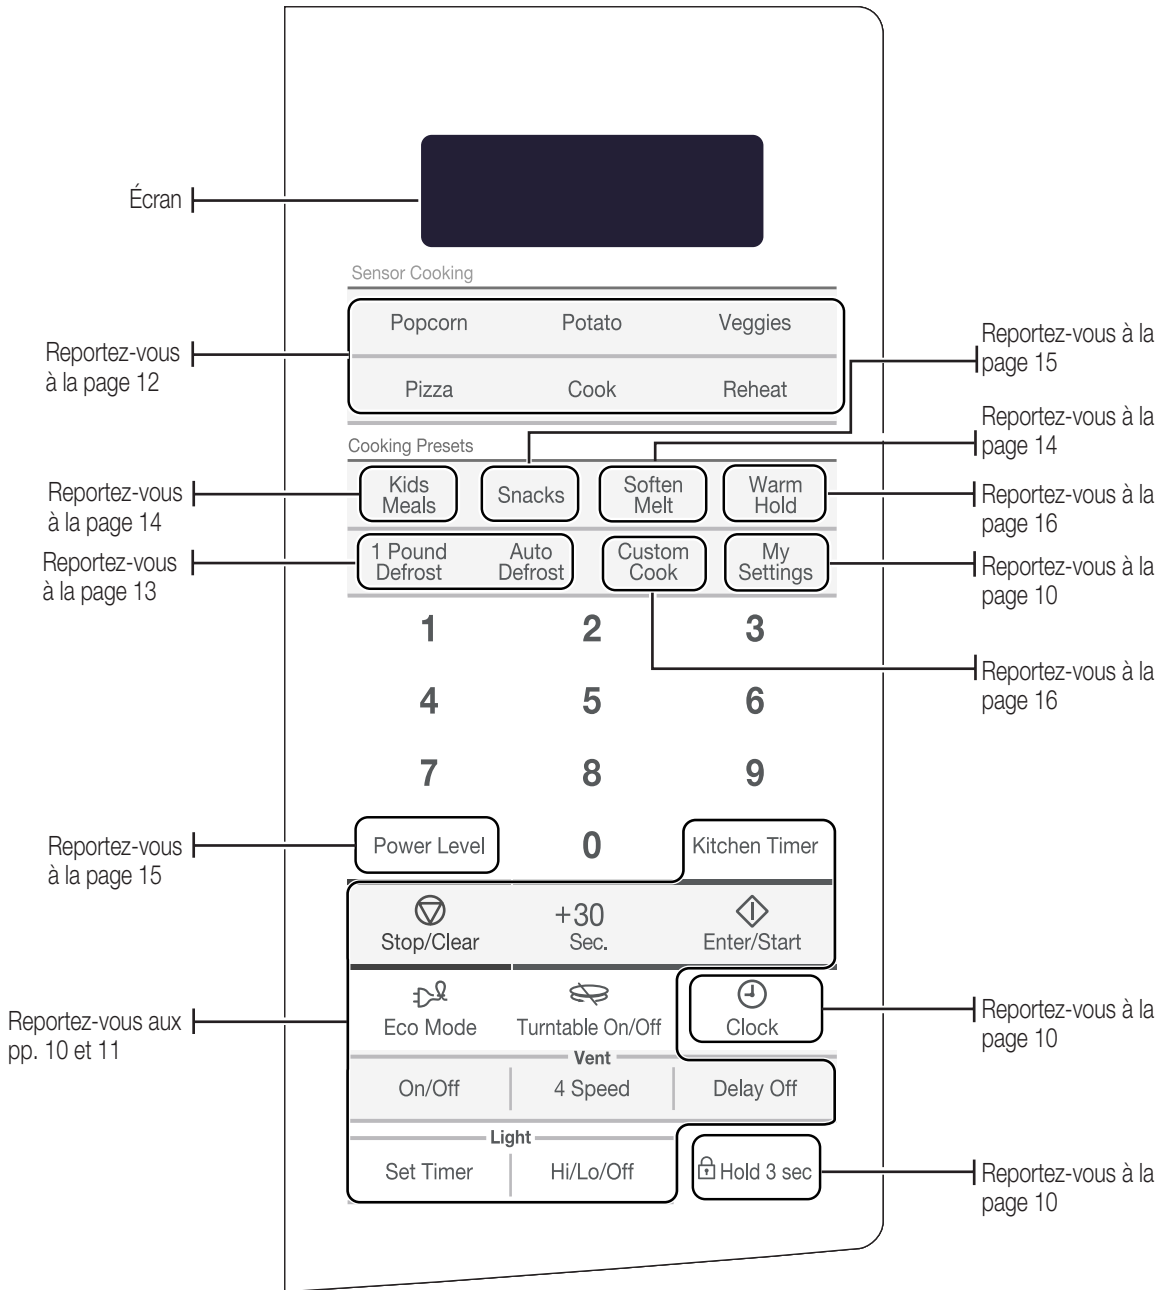 Écran
Sensor Cooking
Popcorn Potato Veggies
Reportez-vous à la
page 15
Reportez-vous
à la page 12
Pizza Cook Reheat
Reportez-vous à la
page 14
Cooking Presets
Kids
Meals
Snacks
Soften
Melt
Warm
Hold
Reportez-vous
à la page 14
Reportez-vous à la
page 16
1 Pound
Defrost
Auto
Defrost
Custom
Cook
My
Settings
Reportez-vous
à la page 13
Reportez-vous à la
page 10
1 2 3
Reportez-vous à la
page 16
4 5 6
7 8 9
Reportez-vous
à la page 15
Power Level 0 Kitchen Timer
Stop/Clear
+30
Sec.
Enter/Start
Reportez-vous aux
pp. 10 et 11
Eco Mode Turntable On/Off Clock
Reportez-vous à la
page 10
Vent
On/Off 4 Speed Delay Off
Light
Set Timer Hi/Lo/Off Hold 3 sec
Reportez-vous à la
page 10